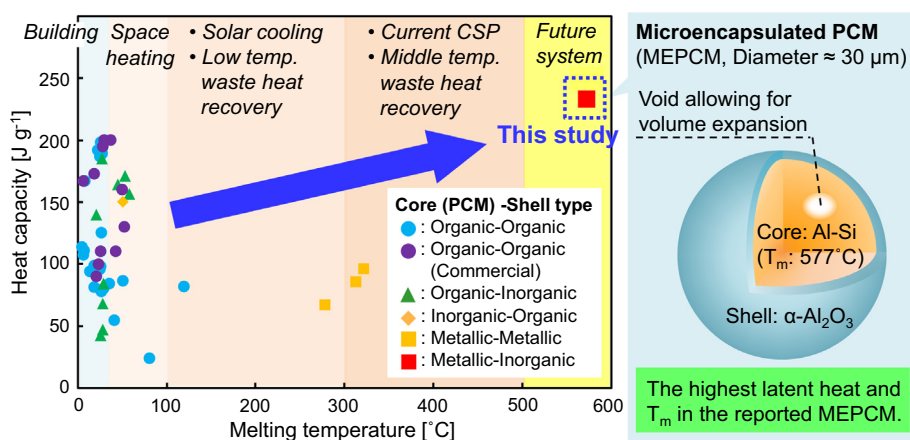 Building
Space
heating
• Solar cooling
• Low temp.
waste heat
recovery
• Current CSP
• Middle temp.
waste heat
recovery
Future
system
This study
Heat capacity [J g⁻¹]
250
200
150
100
50
0
0
100
200
300
400
500
600
Melting temperature [˚C]
Core (PCM) -Shell type
: Organic-Organic
: Organic-Organic
(Commercial)
: Organic-Inorganic
: Inorganic-Organic
: Metallic-Metallic
: Metallic-Inorganic
Microencapsulated PCM
(MEPCM, Diameter ≈ 30 μm)
Void allowing for
volume expansion
Core: Al-Si
(Tₘ: 577˚C)
Shell: α-Al₂O₃
The highest latent heat and
Tₘ in the reported MEPCM.